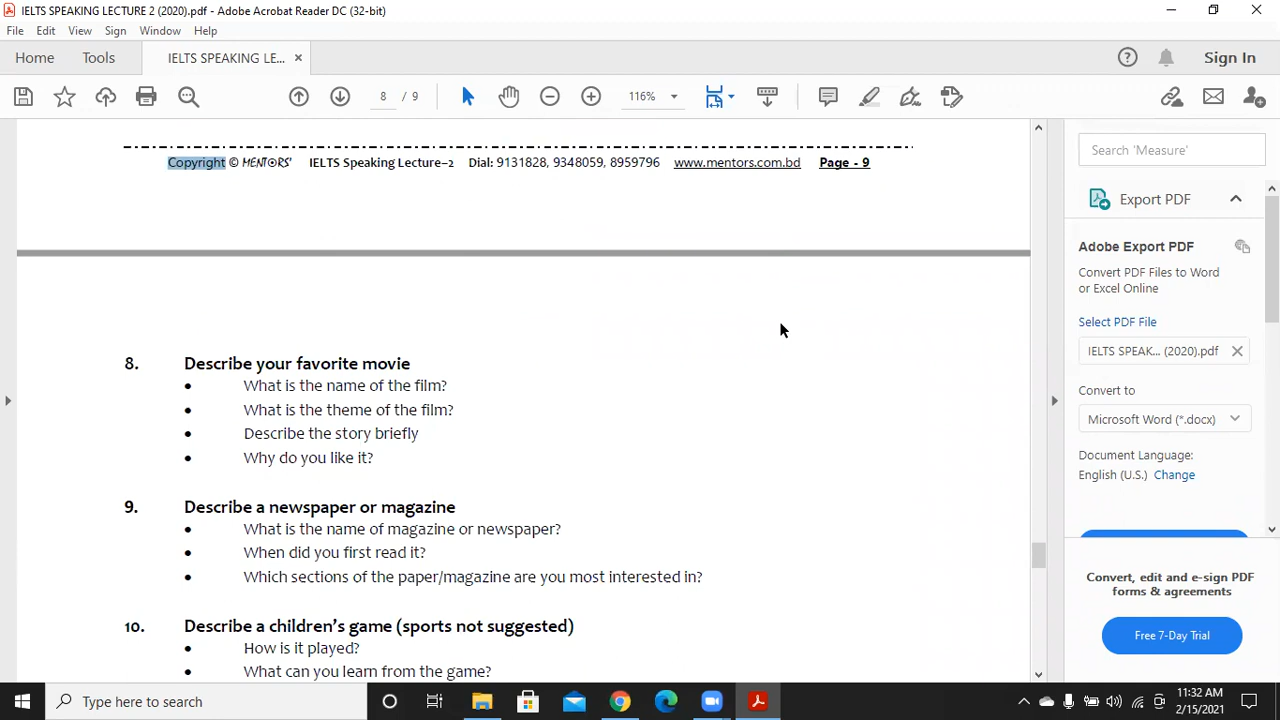 IELTS SPEAKING LECTURE 2 (2020).pdf - Adobe Acrobat Reader DC (32-bit)
File Edit View Sign Window Help
Home Tools IELTS SPEAKING LE... × Sign In
8 / 9 116%
Copyright © MENTORS' IELTS Speaking Lecture–2 Dial: 9131828, 9348059, 8959796 www.mentors.com.bd Page - 9
8. Describe your favorite movie
• What is the name of the film?
• What is the theme of the film?
• Describe the story briefly
• Why do you like it?
9. Describe a newspaper or magazine
• What is the name of magazine or newspaper?
• When did you first read it?
• Which sections of the paper/magazine are you most interested in?
10. Describe a children's game (sports not suggested)
• How is it played?
• What can you learn from the game?
Search 'Measure'
Export PDF
Adobe Export PDF
Convert PDF Files to Word
or Excel Online
Select PDF File
IELTS SPEAK... (2020).pdf
Convert to
Microsoft Word (*.docx)
Document Language:
English (U.S.) Change
Convert, edit and e-sign PDF
forms & agreements
Free 7-Day Trial
Type here to search
11:32 AM
2/15/2021